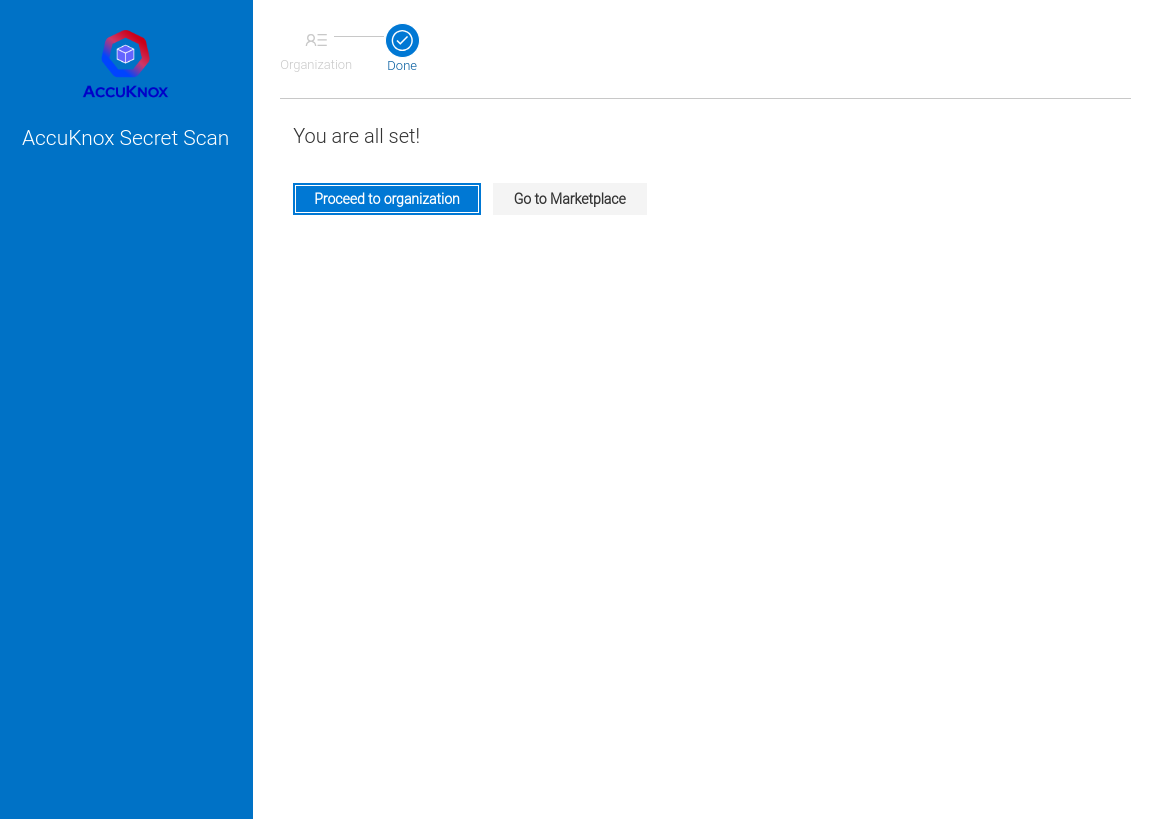 ACCUKNOX
AccuKnox Secret Scan
Organization
Done
You are all set!
Proceed to organization
Go to Marketplace